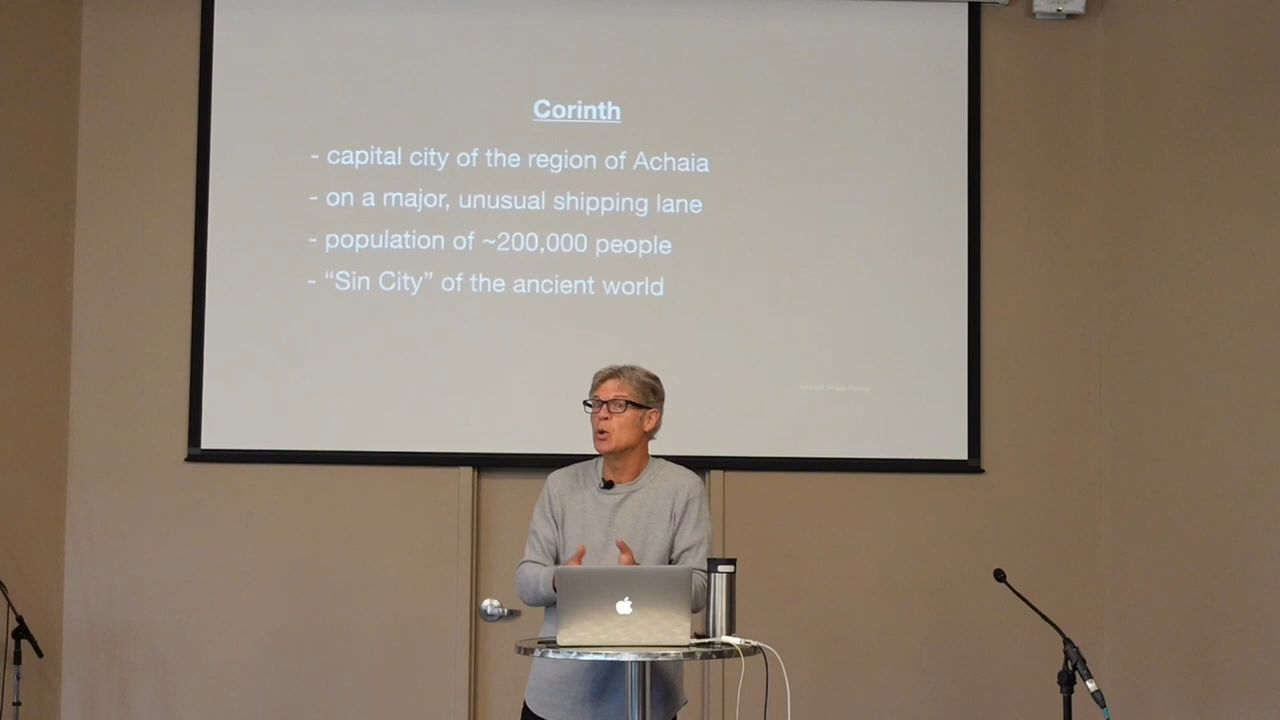 Corinth
- capital city of the region of Achaia
- on a major, unusual shipping lane
- population of ~200,000 people
- “Sin City” of the ancient world